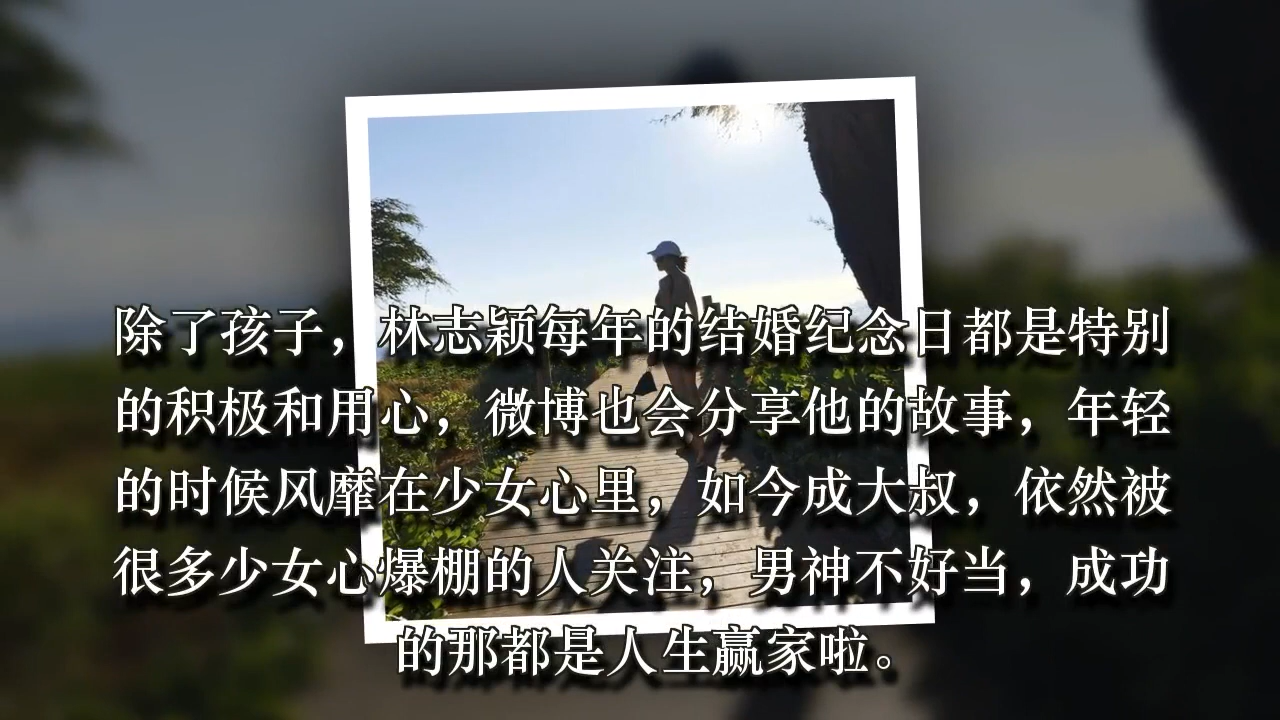 除了孩子，林志颖每年的结婚纪念日都是特别
的积极和用心，微博也会分享他的故事，年轻
的时候风靡在少女心里，如今成大叔，依然被
很多少女心爆棚的人关注，男神不好当，成功
的那都是人生赢家啦。